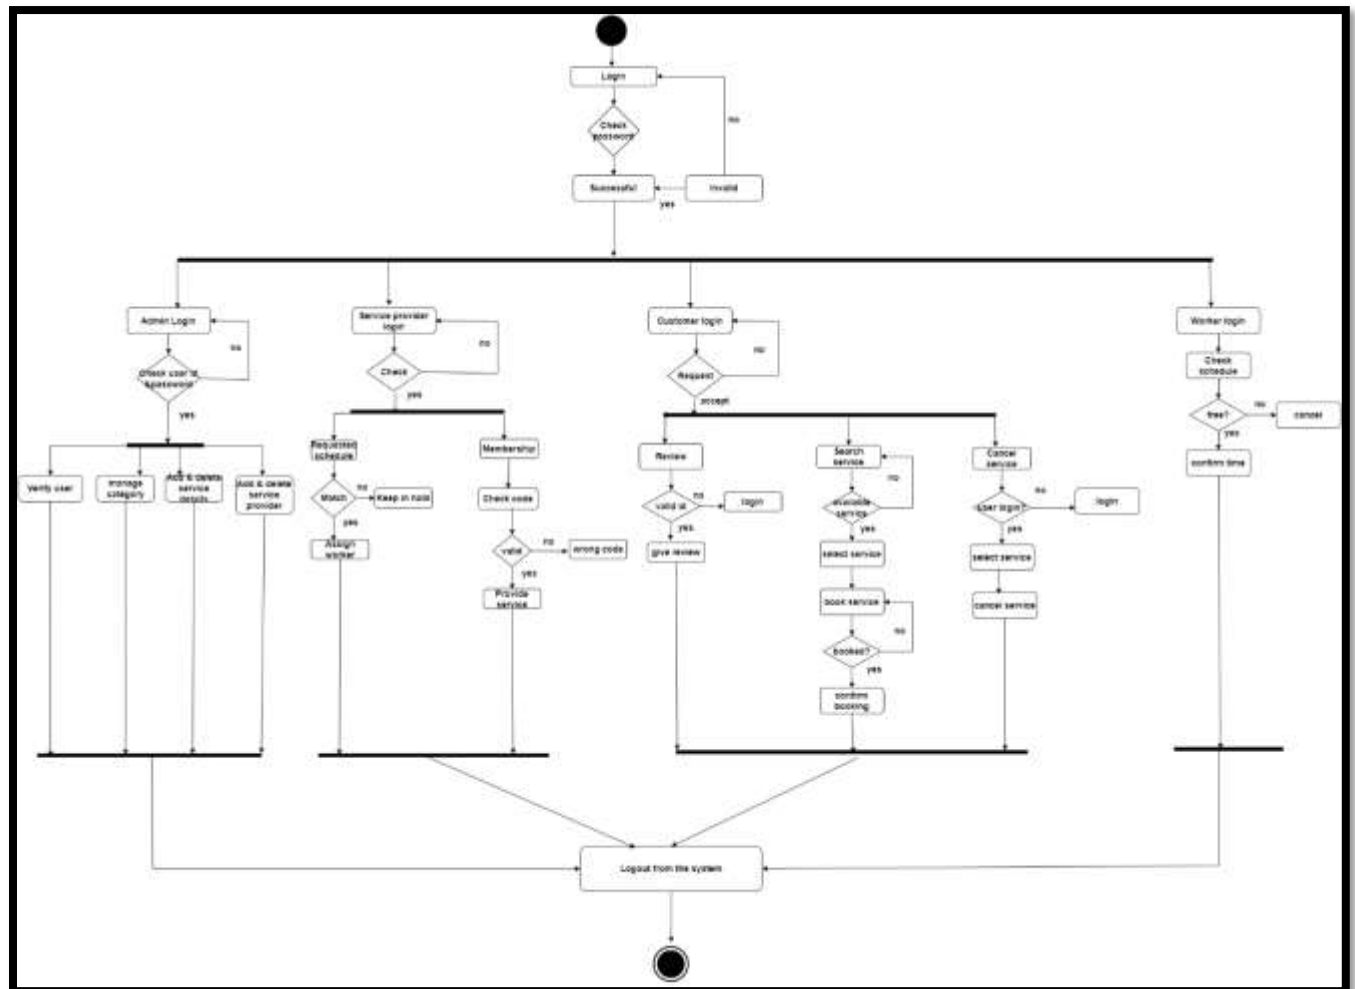 Login
no
Check
password
Successful
Invalid
yes
Admin Login
no
Check user id
&password
yes
Verify user
manage
category
Add & delete
service
details
Add & delete
service
provider
Service provider
login
no
Check
yes
Requested
schedule
Match
no
Keep in hold
yes
Assign
worker
Membership
Check code
valid
no
wrong code
yes
Provide
service
Customer login
no
Request
accept
Review
valid id
no
login
yes
give review
Search
service
no
available
service
yes
select service
book service
no
booked?
yes
confirm
booking
Cancel
service
no
user login?
login
yes
select service
cancel service
Worker login
Check
schedule
free?
no
cancel
yes
confirm time
Logout from the system